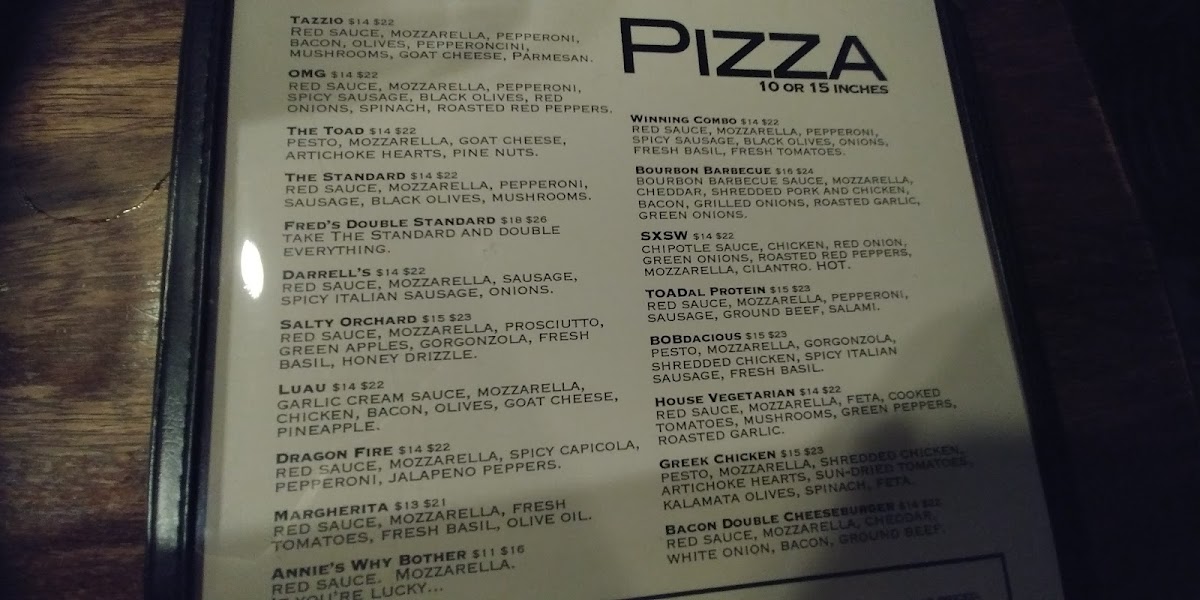 TAZZIO $14 $22
RED SAUCE, MOZZARELLA, PEPPERONI,
BACON, OLIVES, PEPPERONCINI,
MUSHROOMS, GOAT CHEESE, PARMESAN.
OMG $14 $22
RED SAUCE, MOZZARELLA, PEPPERONI,
SPICY SAUSAGE, BLACK OLIVES, RED
ONIONS, SPINACH, ROASTED RED PEPPERS.
THE TOAD $14 $22
PESTO, MOZZARELLA, GOAT CHEESE,
ARTICHOKE HEARTS, PINE NUTS.
THE STANDARD $14 $22
RED SAUCE, MOZZARELLA, PEPPERONI,
SAUSAGE, BLACK OLIVES, MUSHROOMS.
FRED'S DOUBLE STANDARD $18 $26
TAKE THE STANDARD AND DOUBLE
EVERYTHING.
DARRELL'S $14 $22
RED SAUCE, MOZZARELLA, SAUSAGE,
SPICY ITALIAN SAUSAGE, ONIONS.
SALTY ORCHARD $15 $23
RED SAUCE, MOZZARELLA, PROSCIUTTO,
GREEN APPLES, GORGONZOLA, FRESH
BASIL, HONEY DRIZZLE.
LUAU $14 $22
GARLIC CREAM SAUCE, MOZZARELLA,
CHICKEN, BACON, OLIVES, GOAT CHEESE,
PINEAPPLE.
DRAGON FIRE $14 $22
RED SAUCE, MOZZARELLA, SPICY CAPICOLA,
PEPPERONI, JALAPENO PEPPERS.
MARGHERITA $13 $21
RED SAUCE, MOZZARELLA, FRESH
TOMATOES, FRESH BASIL, OLIVE OIL.
ANNIE'S WHY BOTHER $11 $16
RED SAUCE. MOZZARELLA.
IF YOU'RE LUCKY...
PIZZA
10 OR 15 INCHES
WINNING COMBO $14 $22
RED SAUCE, MOZZARELLA, PEPPERONI,
SPICY SAUSAGE, BLACK OLIVES, ONIONS,
FRESH BASIL, FRESH TOMATOES.
BOURBON BARBECUE $16 $24
BOURBON BARBECUE SAUCE, MOZZARELLA,
CHEDDAR, SHREDDED PORK AND CHICKEN,
BACON, GRILLED ONIONS, ROASTED GARLIC,
GREEN ONIONS.
SXSW $14 $22
CHIPOTLE SAUCE, CHICKEN, RED ONION,
GREEN ONIONS, ROASTED RED PEPPERS,
MOZZARELLA, CILANTRO. HOT.
TOADAL PROTEIN $15 $23
RED SAUCE, MOZZARELLA, PEPPERONI,
SAUSAGE, GROUND BEEF, SALAMI.
BOBDACIOUS $15 $23
PESTO, MOZZARELLA, GORGONZOLA,
SHREDDED CHICKEN, SPICY ITALIAN
SAUSAGE, FRESH BASIL.
HOUSE VEGETARIAN $14 $22
RED SAUCE, MOZZARELLA, FETA, COOKED
TOMATOES, MUSHROOMS, GREEN PEPPERS,
ROASTED GARLIC.
GREEK CHICKEN $15 $23
PESTO, MOZZARELLA, SHREDDED CHICKEN,
ARTICHOKE HEARTS, SUN-DRIED TOMATOES,
KALAMATA OLIVES, SPINACH, FETA.
BACON DOUBLE CHEESEBURGER $14 $22
RED SAUCE, MOZZARELLA, CHEDDAR,
WHITE ONION, BACON, GROUND BEEF.